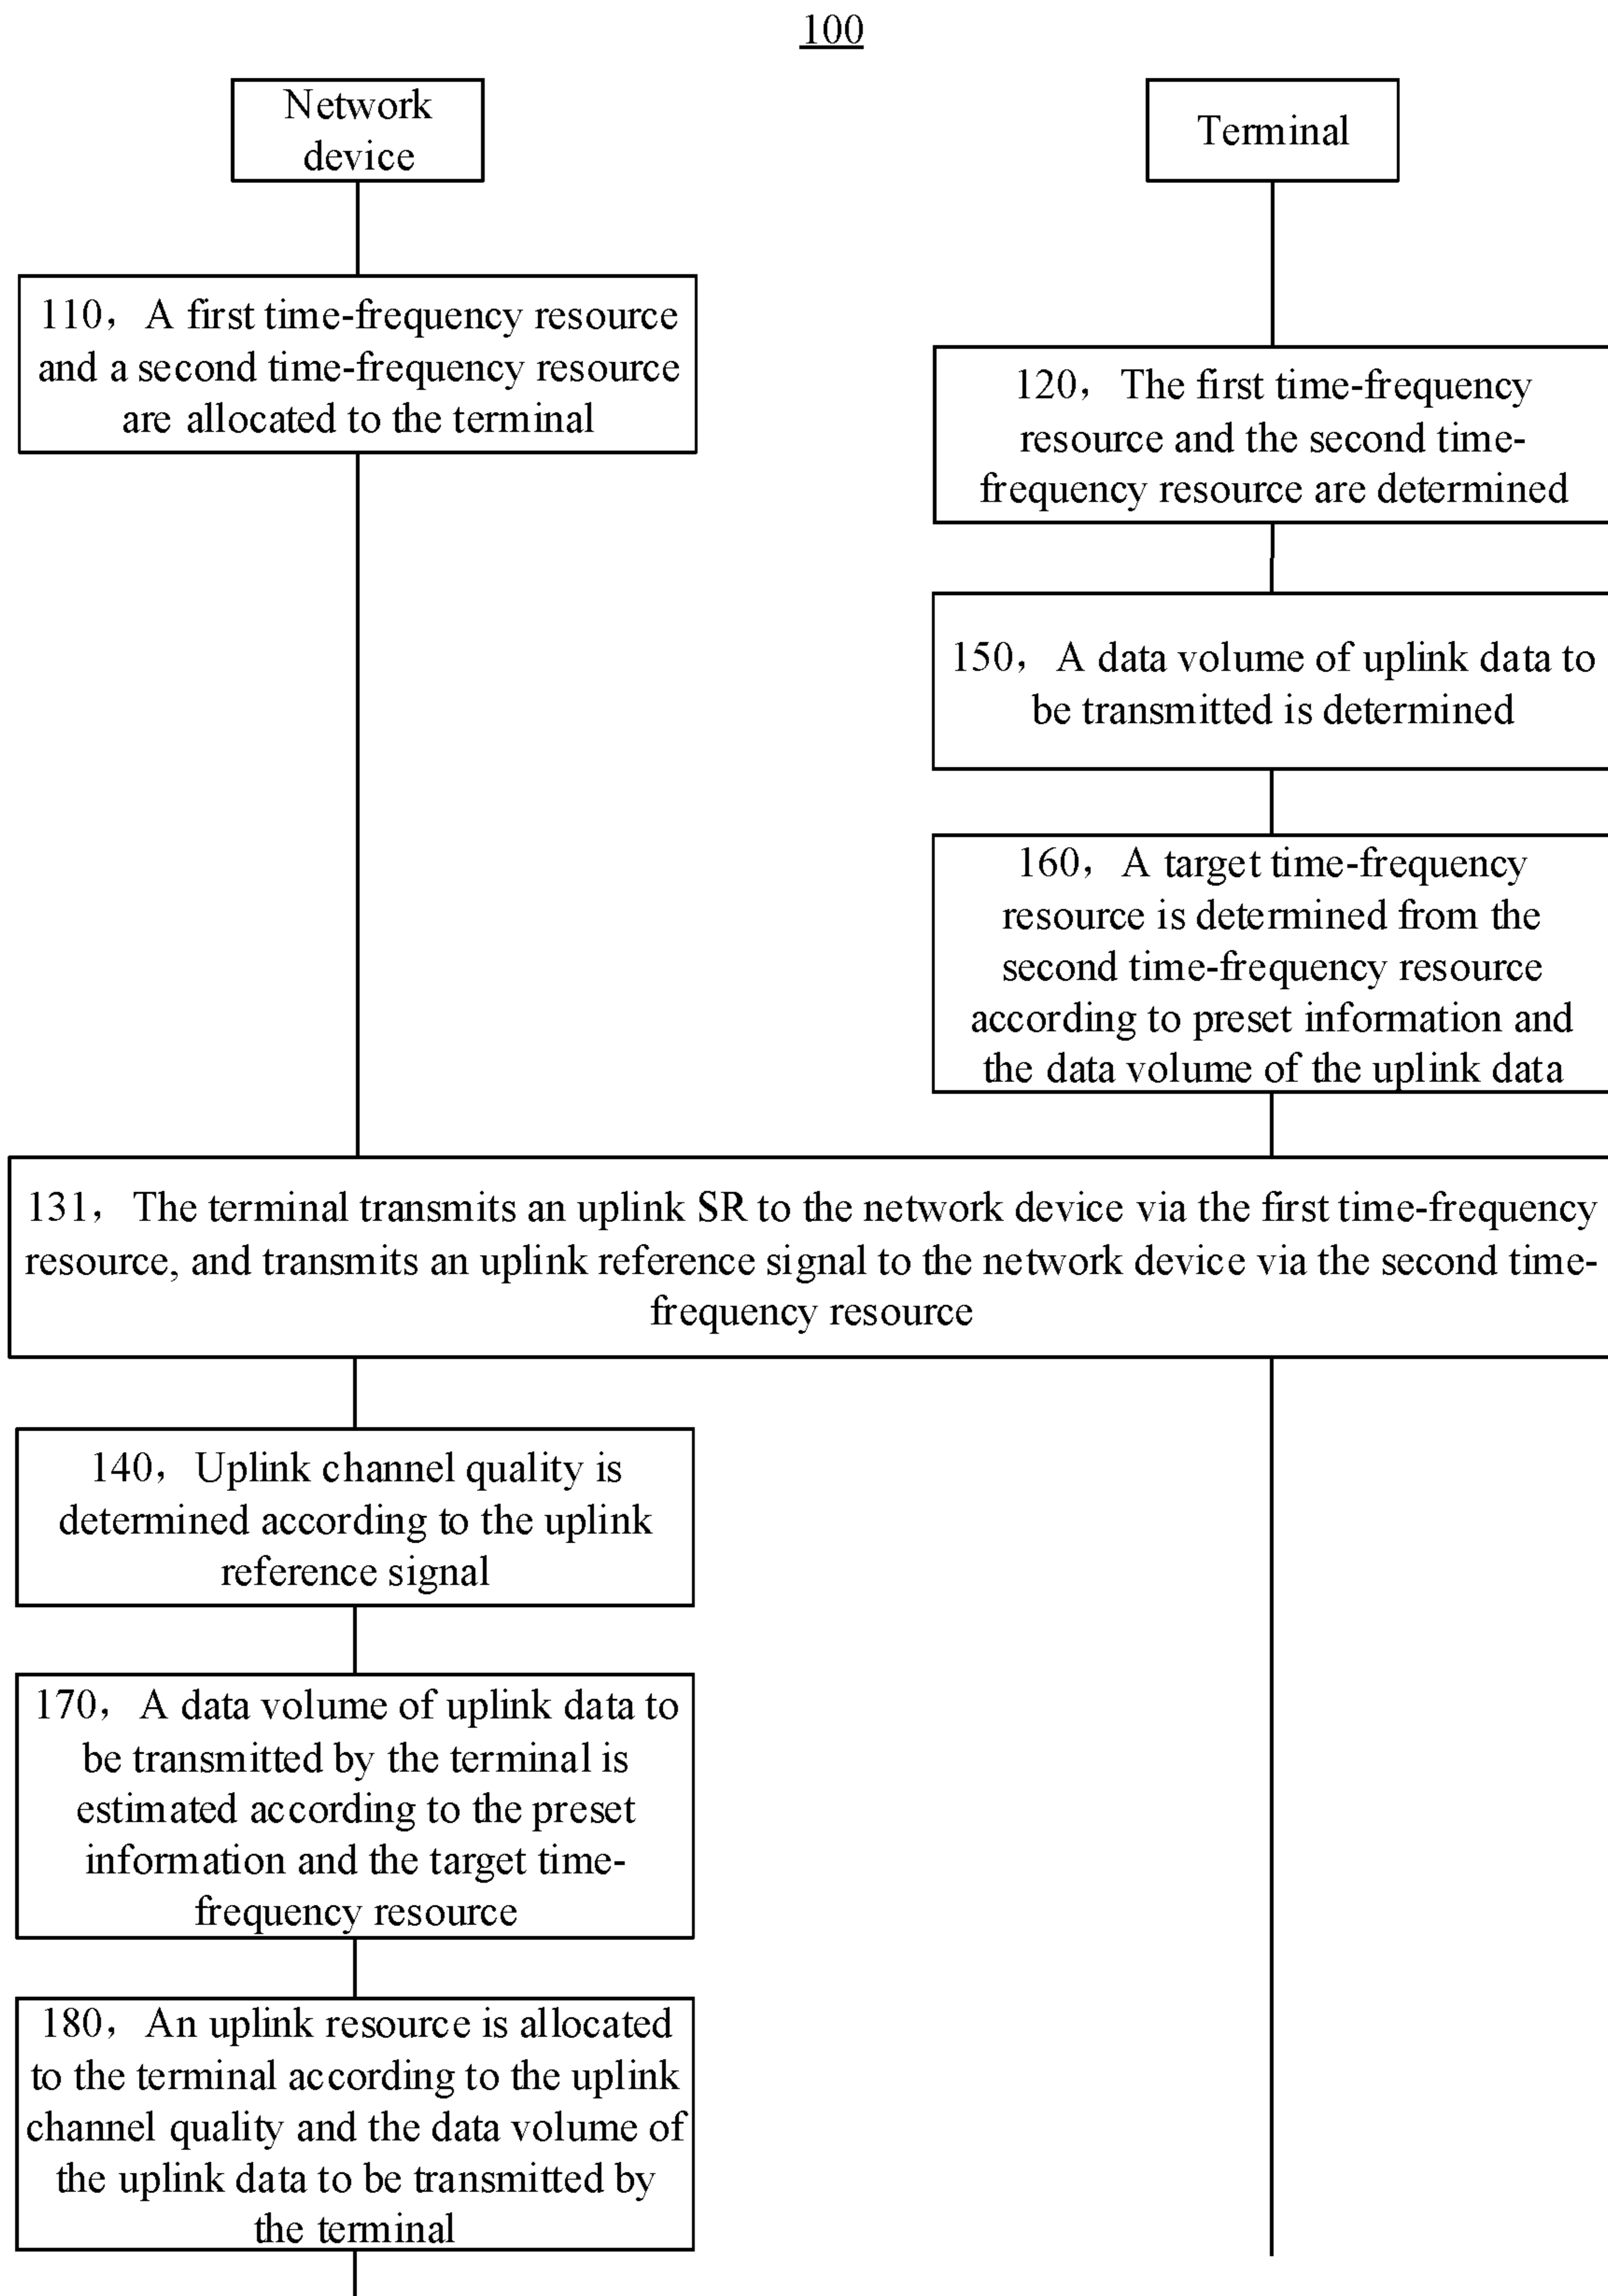 100
Network
device
Terminal
110, A first time-frequency resource
and a second time-frequency resource
are allocated to the terminal
120, The first time-frequency
resource and the second time-
frequency resource are determined
150, A data volume of uplink data to
be transmitted is determined
160, A target time-frequency
resource is determined from the
second time-frequency resource
according to preset information and
the data volume of the uplink data
131, The terminal transmits an uplink SR to the network device via the first time-frequency
resource, and transmits an uplink reference signal to the network device via the second time-
frequency resource
140, Uplink channel quality is
determined according to the uplink
reference signal
170, A data volume of uplink data to
be transmitted by the terminal is
estimated according to the preset
information and the target time-
frequency resource
180, An uplink resource is allocated
to the terminal according to the uplink
channel quality and the data volume of
the uplink data to be transmitted by
the terminal